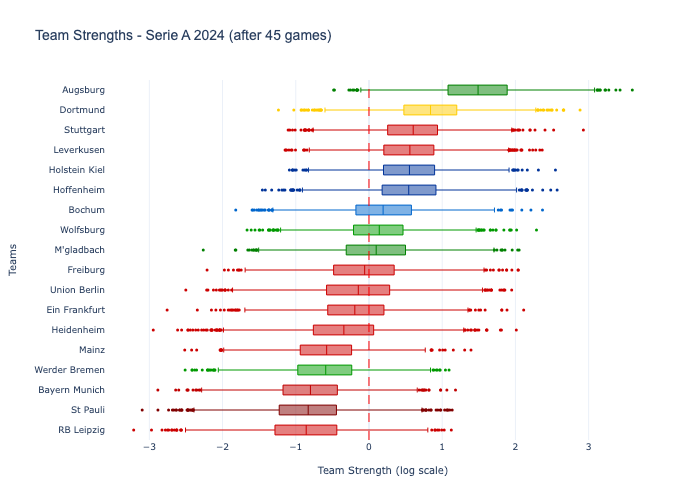 Team Strengths - Serie A 2024 (after 45 games)
Augsburg
Dortmund
Stuttgart
Leverkusen
Holstein Kiel
Hoffenheim
Bochum
Wolfsburg
M'gladbach
Freiburg
Union Berlin
Ein Frankfurt
Heidenheim
Mainz
Werder Bremen
Bayern Munich
St Pauli
RB Leipzig
Teams
−3 −2 −1 0 1 2 3
Team Strength (log scale)